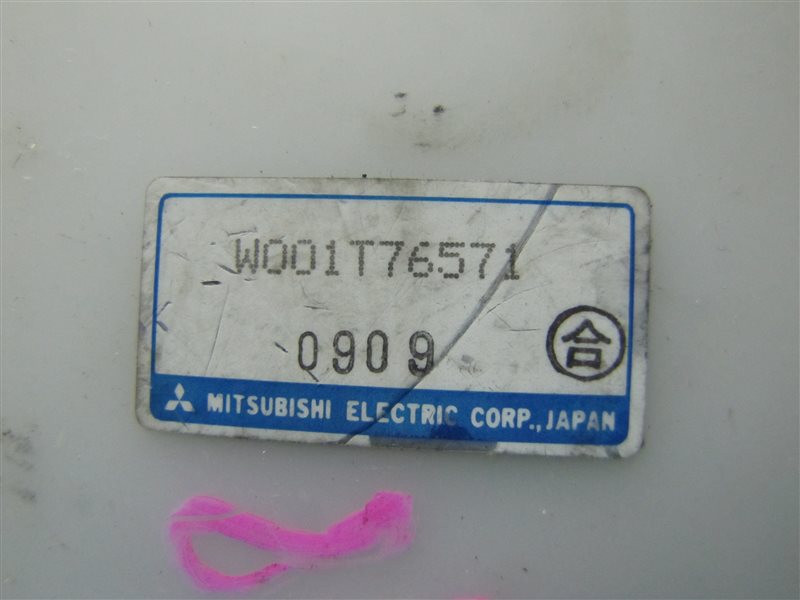 W001T76571
0909
合
MITSUBISHI ELECTRIC CORP., JAPAN